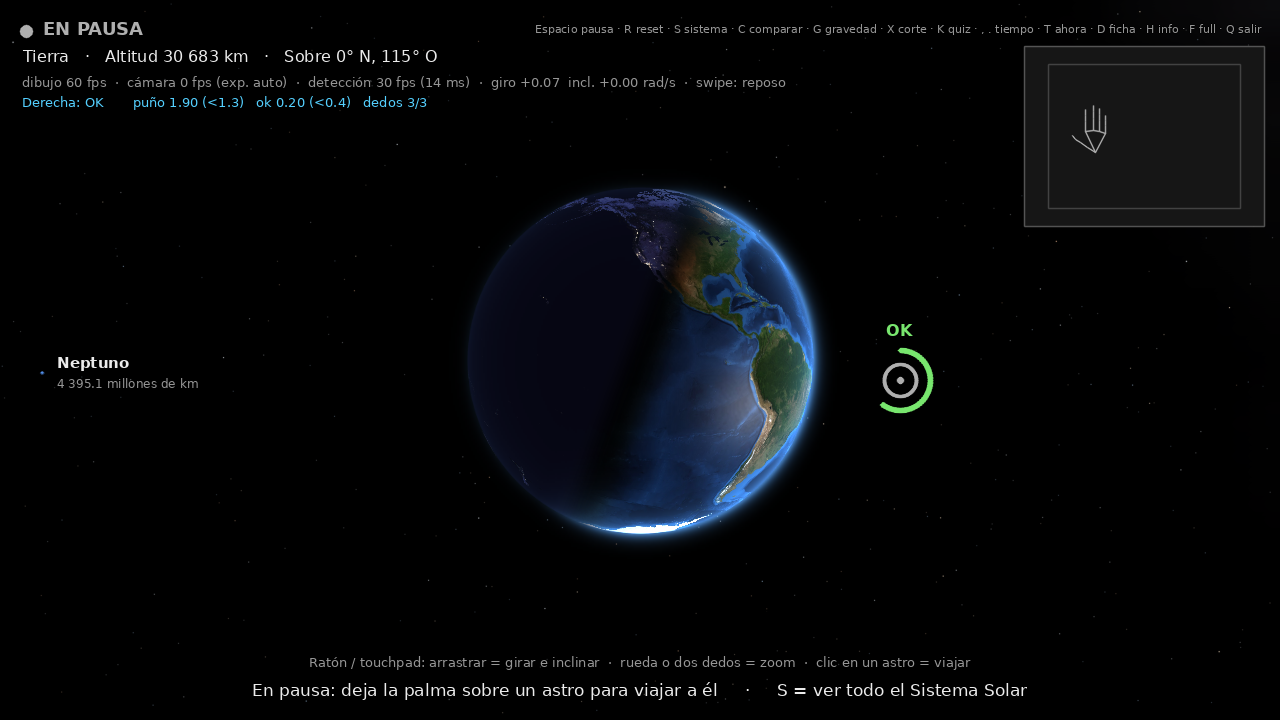 EN PAUSA
Espacio pausa · R reset · S sistema · C comparar · G gravedad · X corte · K quiz · , . tiempo · T ahora · D ficha · H info · F full · Q salir
Tierra · Altitud 30 683 km · Sobre 0° N, 115° O
dibujo 60 fps · cámara 0 fps (exp. auto) · detección 30 fps (14 ms) · giro +0.07 incl. +0.00 rad/s · swipe: reposo
Derecha: OK puño 1.90 (<1.3) ok 0.20 (<0.4) dedos 3/3
OK
Neptuno
4 395.1 millones de km
Ratón / touchpad: arrastrar = girar e inclinar · rueda o dos dedos = zoom · clic en un astro = viajar
En pausa: deja la palma sobre un astro para viajar a él · S = ver todo el Sistema Solar